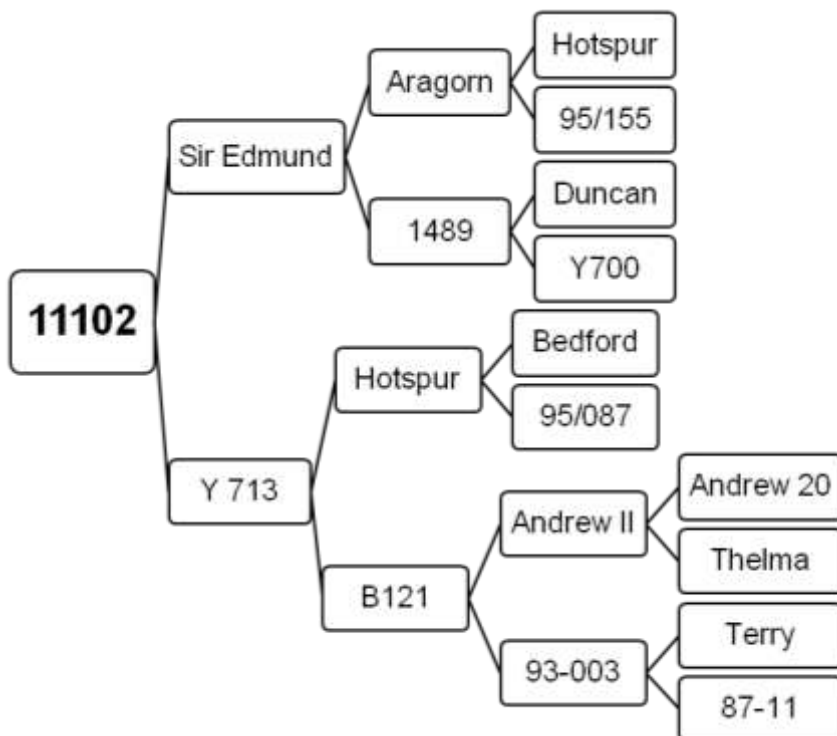 Hotspur
Aragorn
95/155
Sir Edmund
Duncan
1489
Y700
11102
Bedford
Hotspur
95/087
Y 713
Andrew 20
Andrew II
Thelma
B121
Terry
93-003
87-11